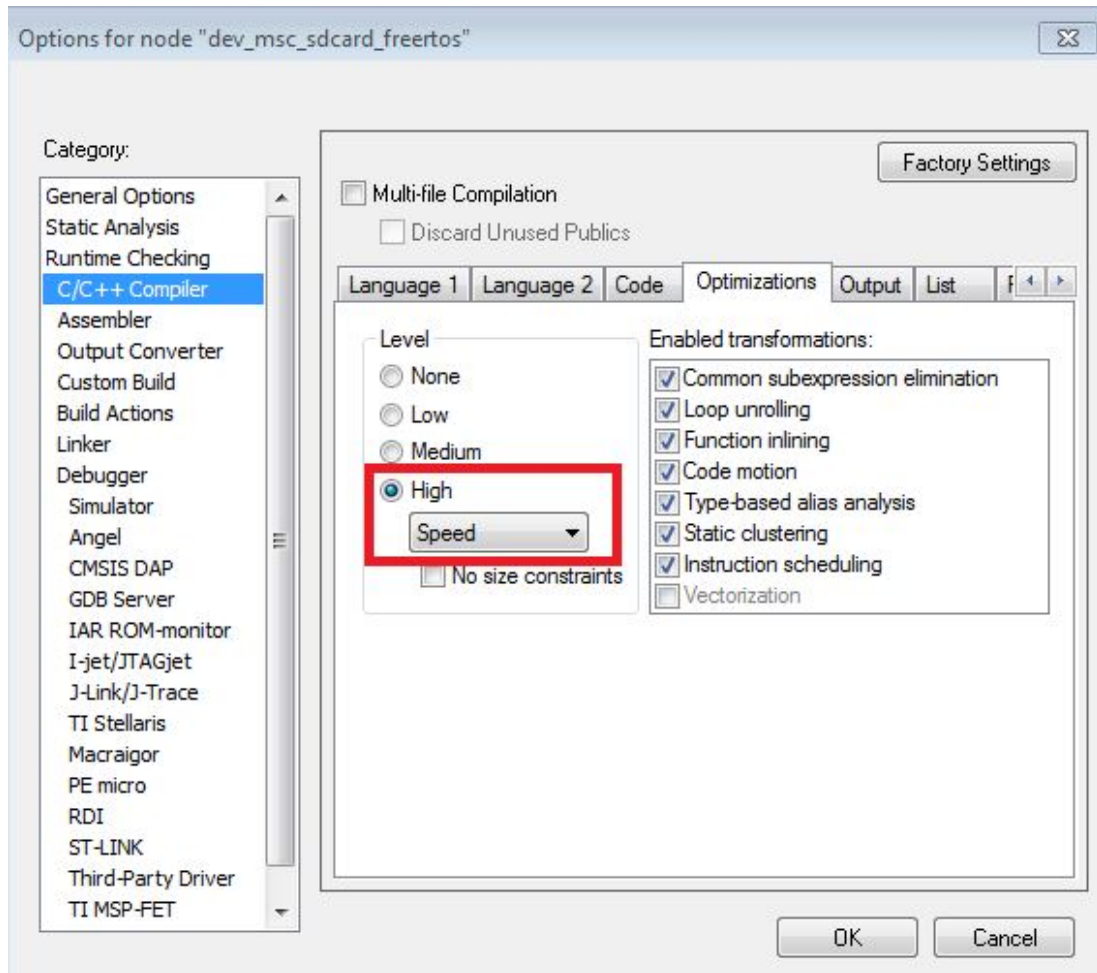 Options for node "dev_msc_sdcard_freertos"
Category:
General Options
Static Analysis
Runtime Checking
C/C++ Compiler
Assembler
Output Converter
Custom Build
Build Actions
Linker
Debugger
Simulator
Angel
CMSIS DAP
GDB Server
IAR ROM-monitor
I-jet/JTAGjet
J-Link/J-Trace
TI Stellaris
Macraigor
PE micro
RDI
ST-LINK
Third-Party Driver
TI MSP-FET
Factory Settings
Multi-file Compilation
Discard Unused Publics
Language 1 Language 2 Code Optimizations Output List
Level
None
Low
Medium
High
Speed
No size constraints
Enabled transformations:
Common subexpression elimination
Loop unrolling
Function inlining
Code motion
Type-based alias analysis
Static clustering
Instruction scheduling
Vectorization
OK Cancel